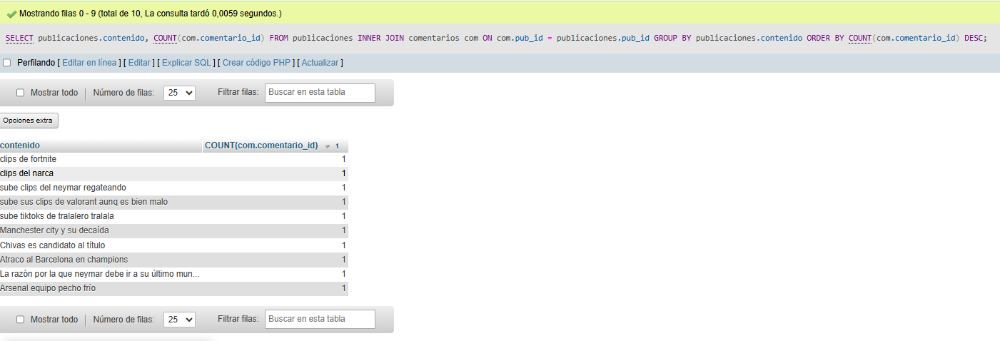 Mostrando filas 0 - 9 (total de 10, La consulta tardó 0,0059 segundos.)
SELECT publicaciones.contenido, COUNT(com.comentario_id) FROM publicaciones INNER JOIN comentarios com ON com.pub_id = publicaciones.pub_id GROUP BY publicaciones.contenido ORDER BY COUNT(com.comentario_id) DESC;
Perfilando [ Editar en línea ] [ Editar ] [ Explicar SQL ] [ Crear código PHP ] [ Actualizar ]
Mostrar todo Número de filas: 25 Filtrar filas: Buscar en esta tabla
Opciones extra
contenido COUNT(com.comentario_id) 1
clips de fortnite 1
clips del narca 1
sube clips del neymar regateando 1
sube sus clips de valorant aunq es bien malo 1
sube tiktoks de tralalero tralala 1
Manchester city y su decaída 1
Chivas es candidato al título 1
Atraco al Barcelona en champions 1
La razón por la que neymar debe ir a su último mun... 1
Arsenal equipo pecho frío 1
Mostrar todo Número de filas: 25 Filtrar filas: Buscar en esta tabla